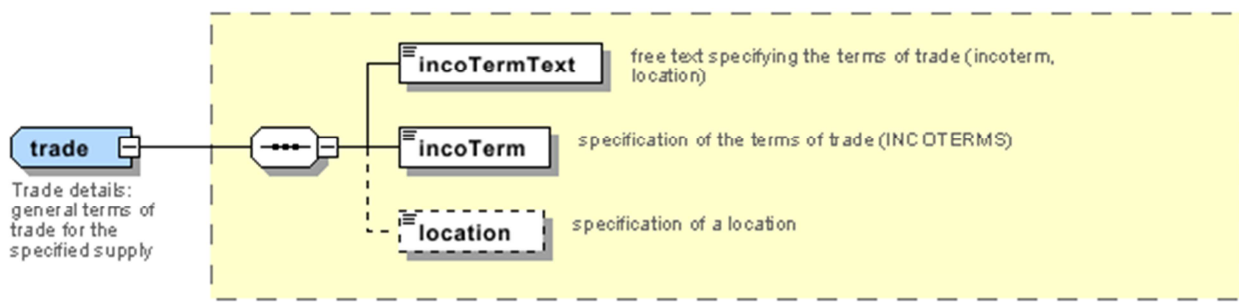 incoTermText
free text specifying the terms of trade (incoterm,
location)
trade
incoTerm
specification of the terms of trade (INCOTERMS)
Trade details:
general terms of
trade for the
specified supply
location
specification of a location